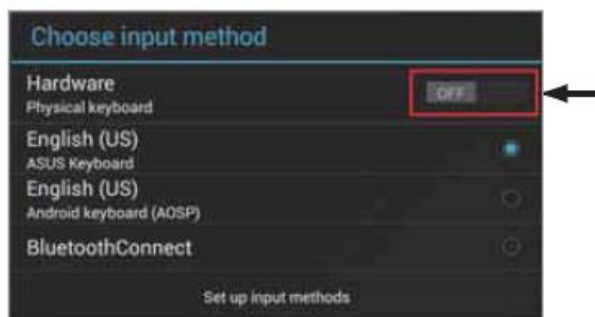 Choose input method
Hardware
OFF
Physical keyboard
English (US)
ASUS Keyboard
English (US)
Android keyboard (AOSP)
BluetoothConnect
Set up input methods